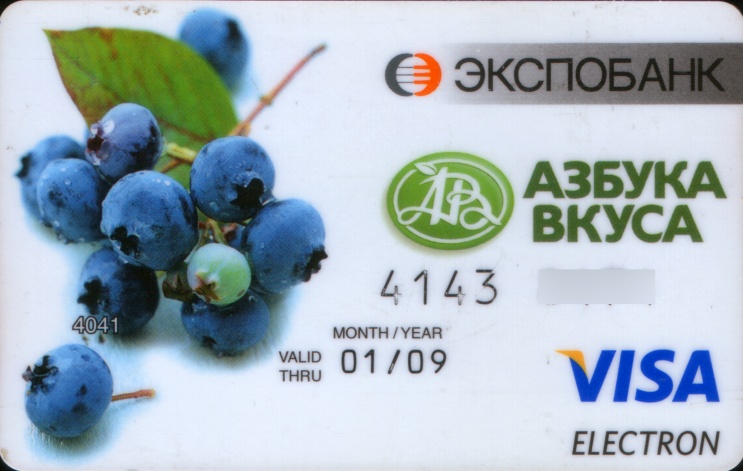 ЭКСПОБАНК
АЗБУКА
ВКУСА
4143
4041
MONTH/YEAR
VALID
THRU
01/09
VISA
ELECTRON